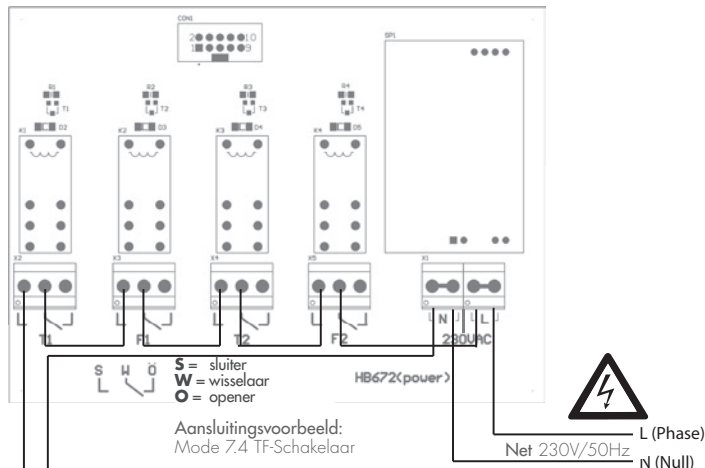 CON1
2 10
1 9
SP1
R1 R2 R3 R4
T1 T2 T3 T4
D2 D3 D4 D5
K1 K2 K3 K4
X2 X3 X4 X5 X1
O O O O O O
N L
T1 F1 T2 F2 230VAC
S W Ö
S = sluiter
W = wisselaar
O = opener
HB672(power)
Aansluitingsvoorbeeld:
Mode 7.4 TF-Schakelaar
L (Phase)
Net 230V/50Hz
N (Null)